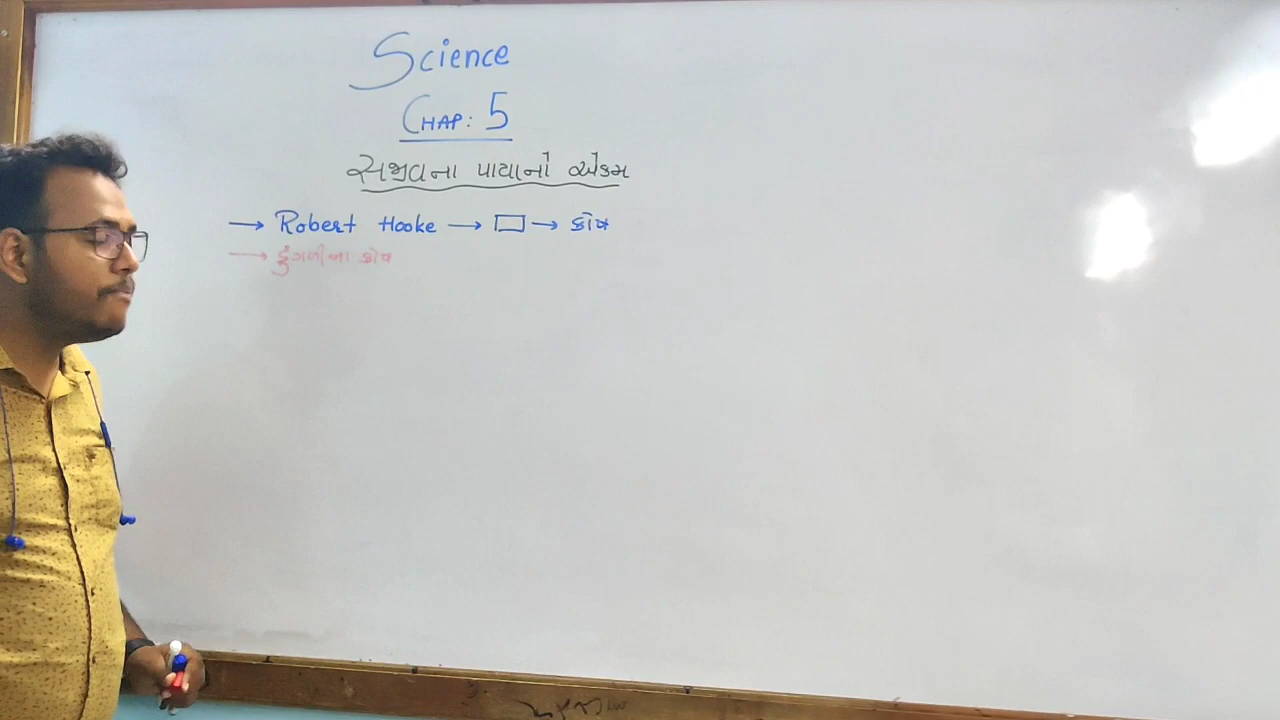 Science
CHAP: 5
સજીવના પાયાનો એકમ
→ Robert Hooke → □ → કોષ
→ ડુંગળીના કોષ